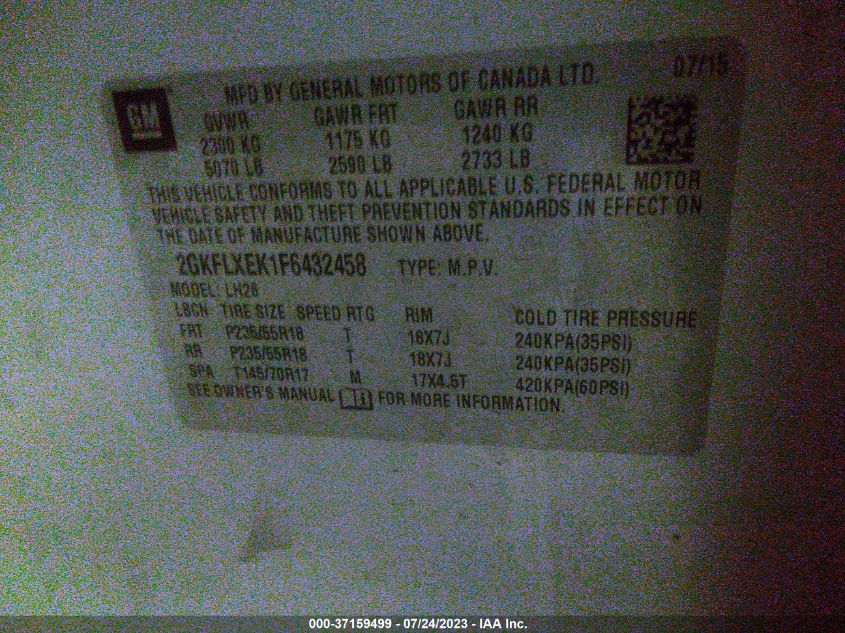 MFD BY GENERAL MOTORS OF CANADA LTD. 07/15
GM
GVWR GAWR FRT GAWR RR
2300 KG 1175 KG 1240 KG
5070 LB 2590 LB 2733 LB
THIS VEHICLE CONFORMS TO ALL APPLICABLE U.S. FEDERAL MOTOR
VEHICLE SAFETY AND THEFT PREVENTION STANDARDS IN EFFECT ON
THE DATE OF MANUFACTURE SHOWN ABOVE.
2GKFLXEK1F6432458 TYPE: M.P.V.
MODEL: LH26
LOCN TIRE SIZE SPEED RTG RIM COLD TIRE PRESSURE
FRT P235/55R18 T 18X7J 240KPA(35PSI)
RR P235/55R18 T 18X7J 240KPA(35PSI)
SPA T145/70R17 M 17X4.5T 420KPA(60PSI)
SEE OWNER'S MANUAL FOR MORE INFORMATION.
000-37159499 - 07/24/2023 - IAA Inc.